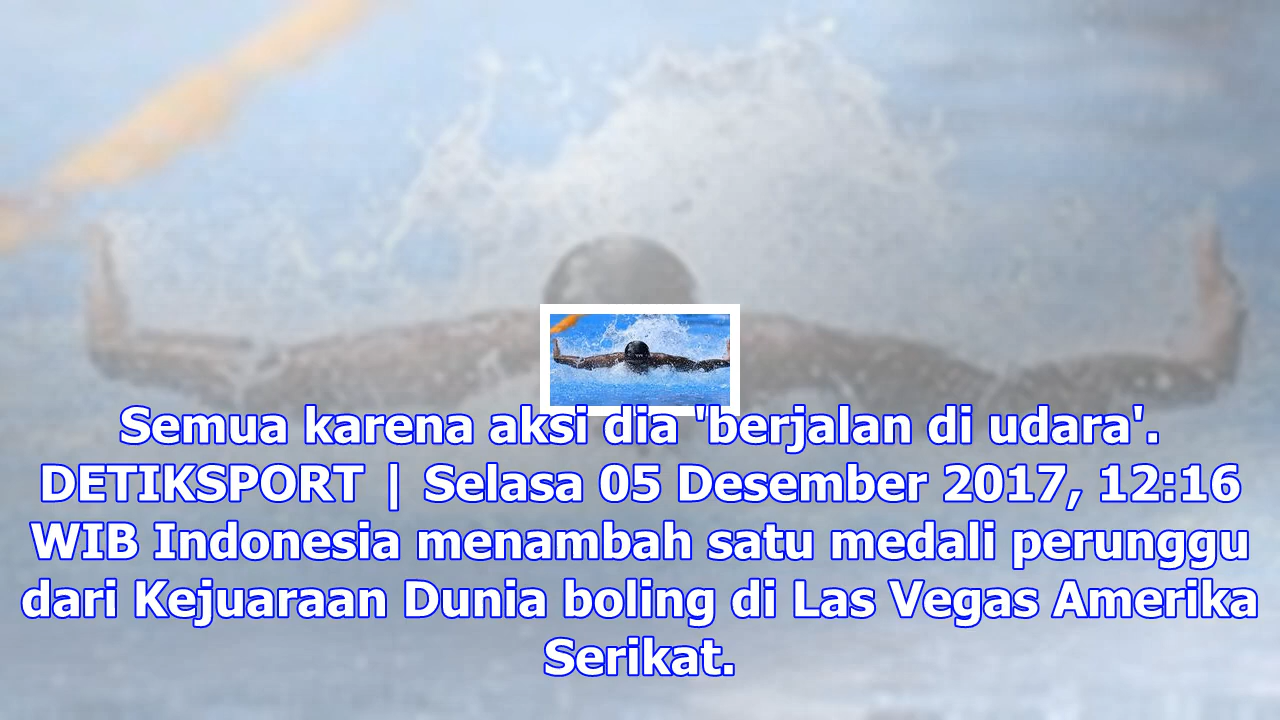 Semua karena aksi dia 'berjalan di udara'.
DETIKSPORT | Selasa 05 Desember 2017, 12:16
WIB Indonesia menambah satu medali perunggu
dari Kejuaraan Dunia boling di Las Vegas Amerika
Serikat.